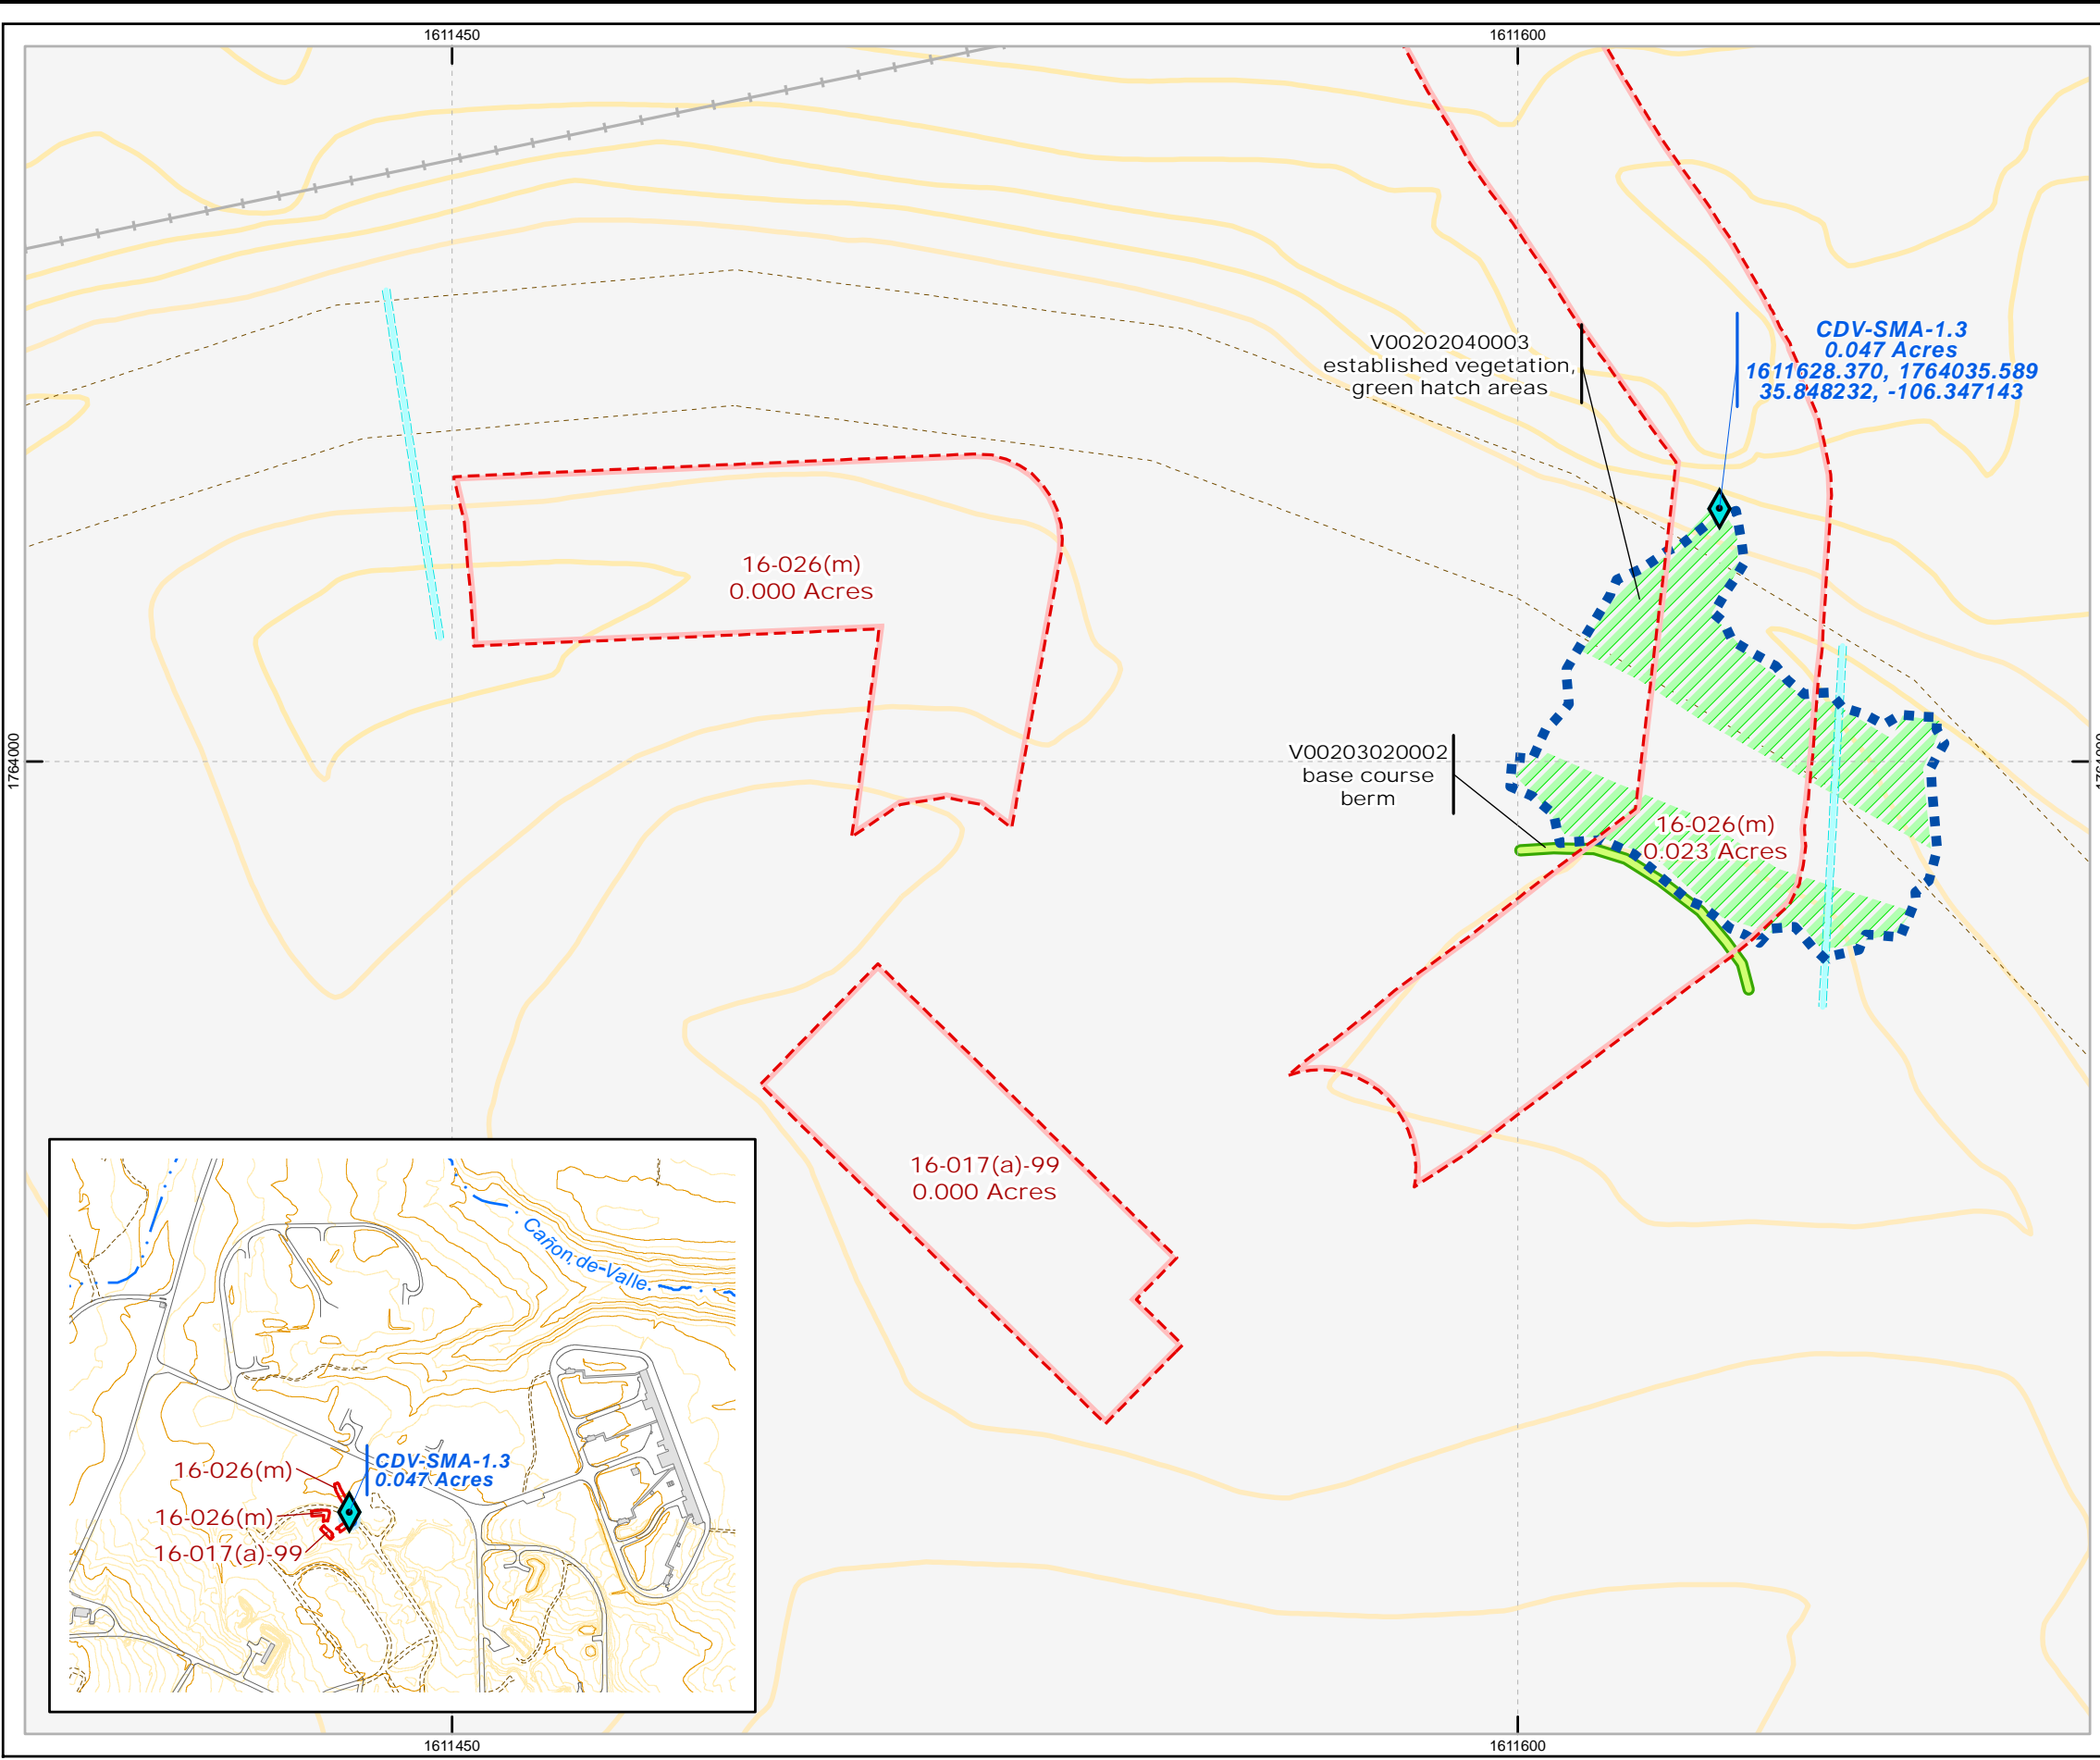 1611450
1611600
V00202040003
established vegetation,
green hatch areas
CDV-SMA-1.3
0.047 Acres
1611628.370, 1764035.589
35.848232, -106.347143
16-026(m)
0.000 Acres
1764000
V00203020002
base course
berm
16-026(m)
0.023 Acres
16-017(a)-99
0.000 Acres
Cañon de Valle
CDV-SMA-1.3
0.047 Acres
16-026(m)
16-026(m)
16-017(a)-99
1611450
1611600